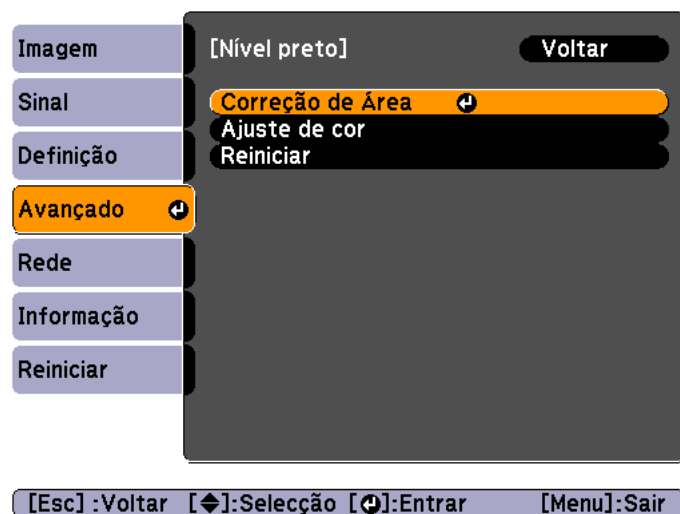 Imagem
Sinal
Definição
Avançado
Rede
Informação
Reiniciar
[Nível preto] Voltar
Correção de Área
Ajuste de cor
Reiniciar
[Esc] :Voltar [◆]:Selecção [↵]:Entrar [Menu]:Sair